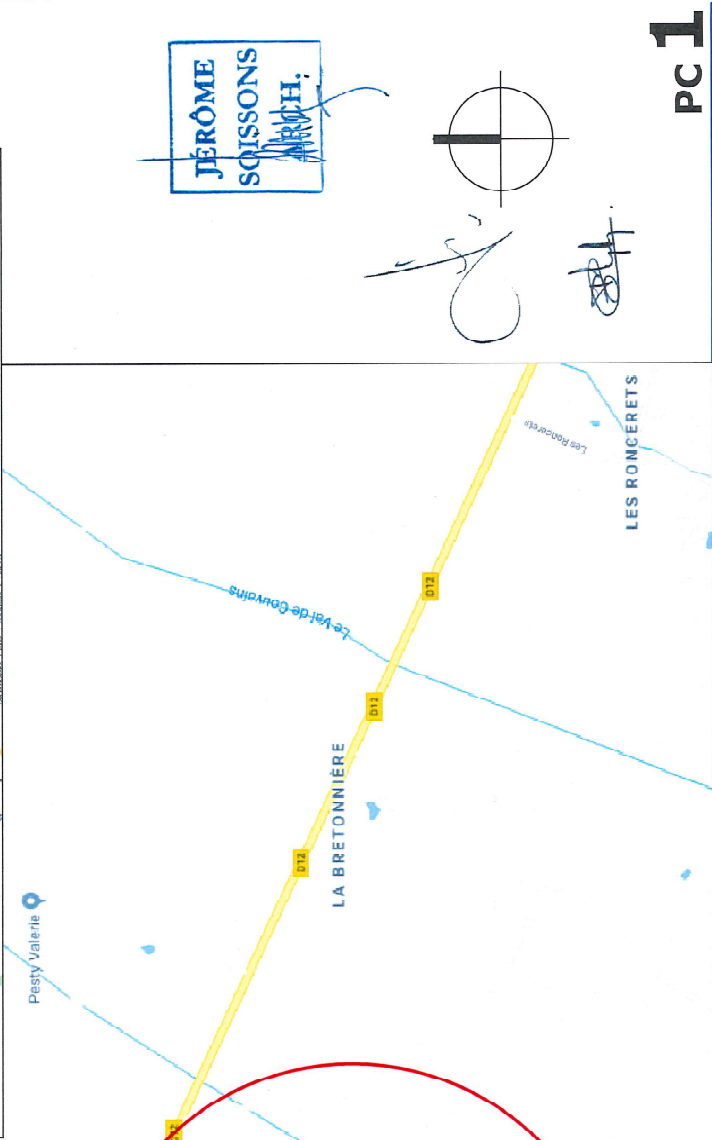 JÉRÔME
SOISSONS
ARCH.
PC 1
Les Roncerets
LES RONCERETS
Le Val de Couvains
D12
D12
LA BRETONNIÈRE
D12
Pesty Valerie